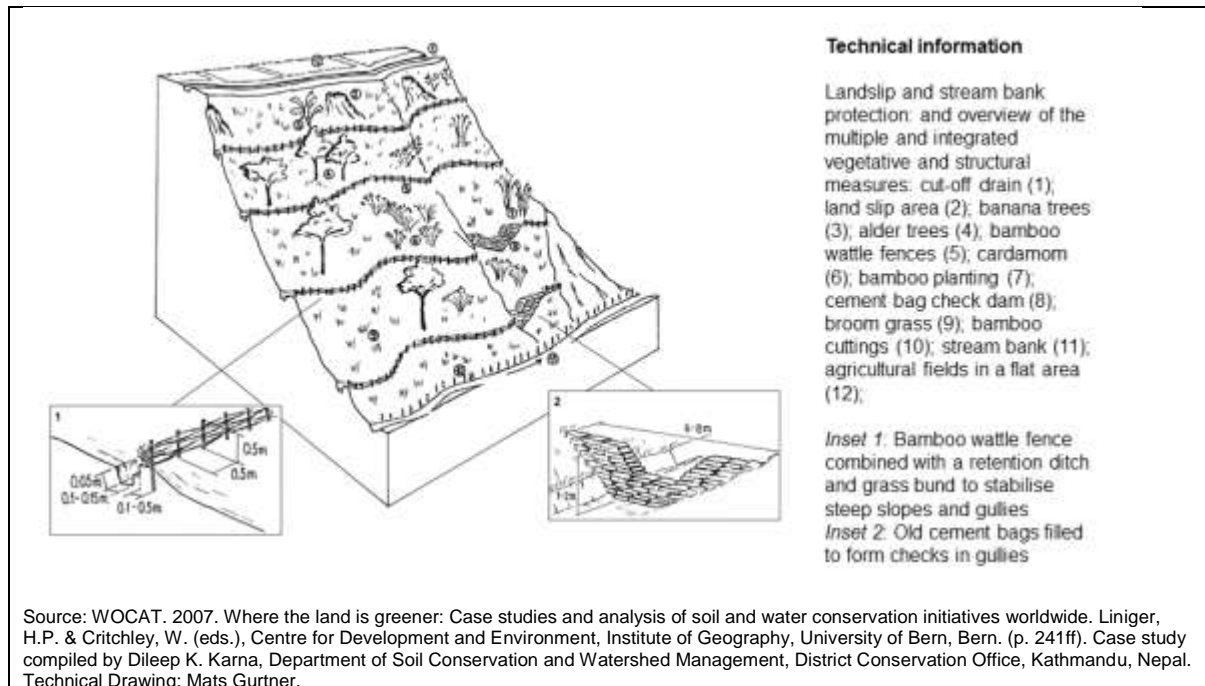 Technical information
Landslip and stream bank
protection: and overview of the
multiple and integrated
vegetative and structural
measures: cut-off drain (1);
land slip area (2); banana trees
(3); alder trees (4); bamboo
wattle fences (5); cardamom
(6); bamboo planting (7);
cement bag check dam (8);
broom grass (9); bamboo
cuttings (10); stream bank (11);
agricultural fields in a flat area
(12);
Inset 1: Bamboo wattle fence
combined with a retention ditch
and grass bund to stabilise
steep slopes and gullies
Inset 2: Old cement bags filled
to form checks in gullies
1
0.5m
0.5m
0.1-0.15m
0.1-0.5m
2
1-2m
Source: WOCAT. 2007. Where the land is greener: Case studies and analysis of soil and water conservation initiatives worldwide. Liniger,
H.P. & Critchley, W. (eds.), Centre for Development and Environment, Institute of Geography, University of Bern, Bern. (p. 241ff). Case study
compiled by Dileep K. Karna, Department of Soil Conservation and Watershed Management, District Conservation Office, Kathmandu, Nepal.
Technical Drawing: Mats Gurtner.